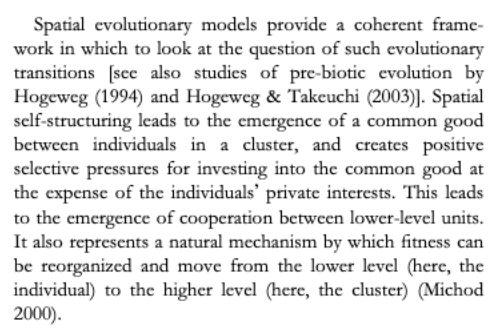 Spatial evolutionary models provide a coherent frame-
work in which to look at the question of such evolutionary
transitions [see also studies of pre-biotic evolution by
Hogeweg (1994) and Hogeweg & Takeuchi (2003)]. Spatial
self-structuring leads to the emergence of a common good
between individuals in a cluster, and creates positive
selective pressures for investing into the common good at
the expense of the individuals’ private interests. This leads
to the emergence of cooperation between lower-level units.
It also represents a natural mechanism by which fitness can
be reorganized and move from the lower level (here, the
individual) to the higher level (here, the cluster) (Michod
2000).